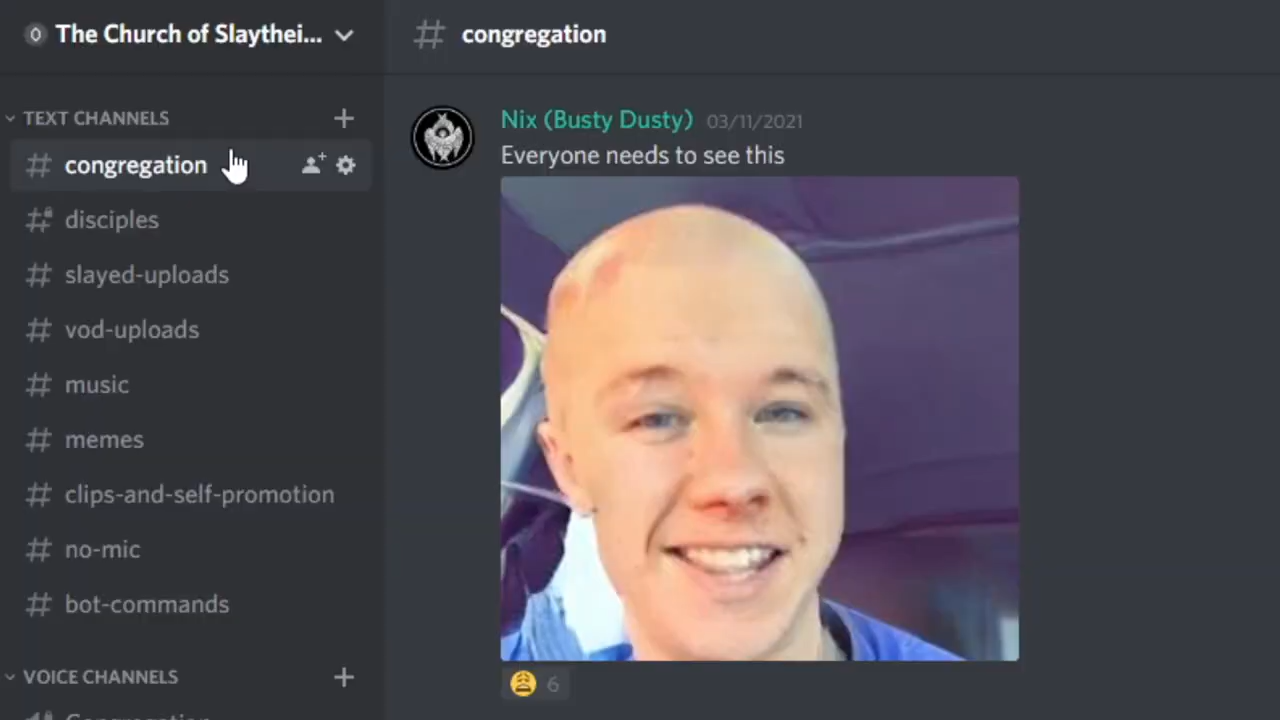 The Church of Slaythei...
TEXT CHANNELS
congregation
disciples
slayed-uploads
vod-uploads
music
memes
clips-and-self-promotion
no-mic
bot-commands
VOICE CHANNELS
Congregation
# congregation
Nix (Busty Dusty) 03/11/2021
Everyone needs to see this
6